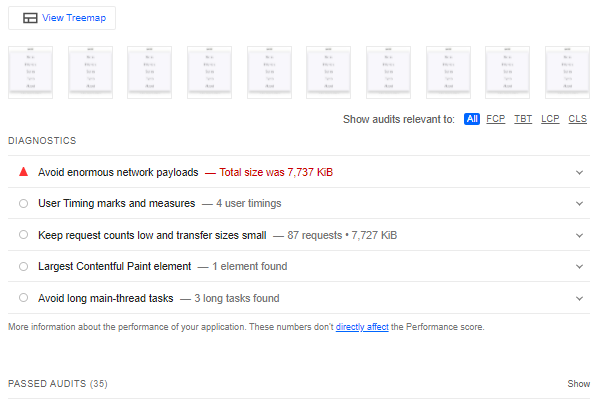 View Treemap
Show audits relevant to: All FCP TBT LCP CLS
DIAGNOSTICS
Avoid enormous network payloads — Total size was 7,737 KiB
User Timing marks and measures — 4 user timings
Keep request counts low and transfer sizes small — 87 requests • 7,727 KiB
Largest Contentful Paint element — 1 element found
Avoid long main-thread tasks — 3 long tasks found
More information about the performance of your application. These numbers don't directly affect the Performance score.
PASSED AUDITS (35) Show